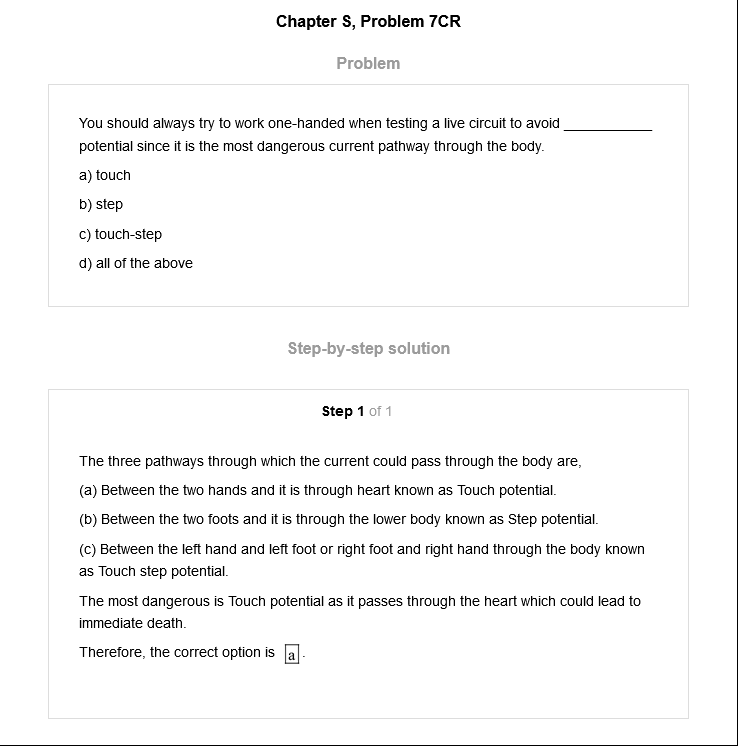 Chapter S, Problem 7CR
Problem
You should always try to work one-handed when testing a live circuit to avoid ____________
potential since it is the most dangerous current pathway through the body.
a) touch
b) step
c) touch-step
d) all of the above
Step-by-step solution
Step 1 of 1
The three pathways through which the current could pass through the body are,
(a) Between the two hands and it is through heart known as Touch potential.
(b) Between the two foots and it is through the lower body known as Step potential.
(c) Between the left hand and left foot or right foot and right hand through the body known
as Touch step potential.
The most dangerous is Touch potential as it passes through the heart which could lead to
immediate death.
Therefore, the correct option is a.